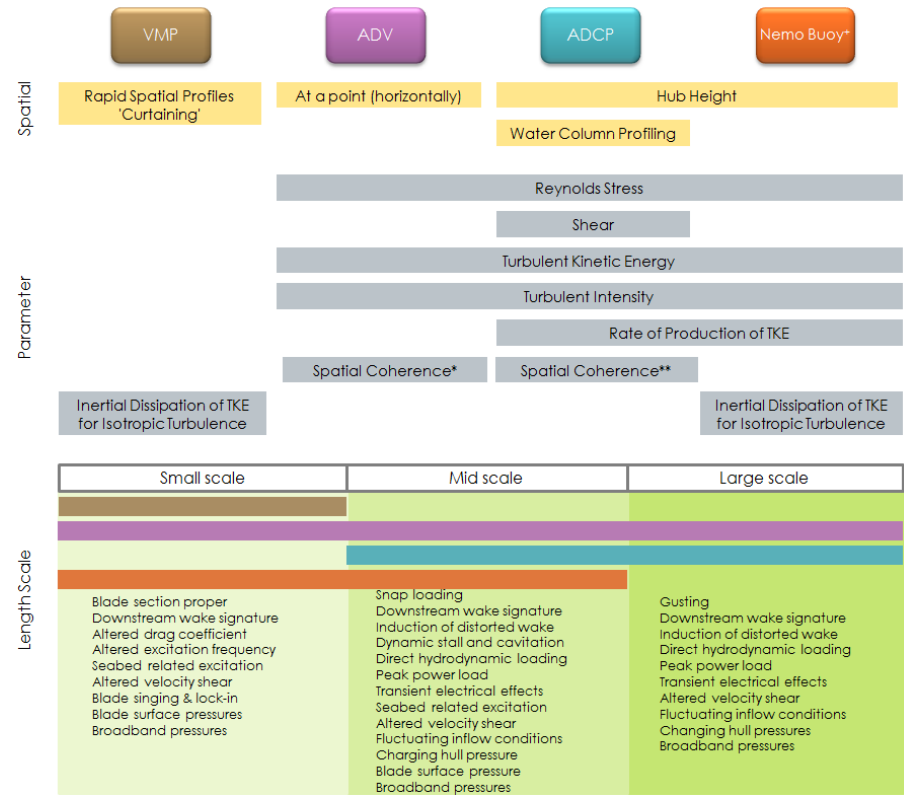 VMP
ADV
ADCP
Nemo Buoy+
Spatial
Rapid Spatial Profiles
'Curtaining'
At a point (horizontally)
Hub Height
Water Column Profiling
Parameter
Reynolds Stress
Shear
Turbulent Kinetic Energy
Turbulent Intensity
Rate of Production of TKE
Spatial Coherence*
Spatial Coherence**
Inertial Dissipation of TKE
for Isotropic Turbulence
Inertial Dissipation of TKE
for Isotropic Turbulence
Length Scale
Small scale
Mid scale
Large scale
Blade section proper
Downstream wake signature
Altered drag coefficient
Altered excitation frequency
Seabed related excitation
Altered velocity shear
Blade singing & lock-in
Blade surface pressures
Broadband pressures
Snap loading
Downstream wake signature
Induction of distorted wake
Dynamic stall and cavitation
Direct hydrodynamic loading
Peak power load
Transient electrical effects
Seabed related excitation
Altered velocity shear
Fluctuating inflow conditions
Charging hull pressure
Blade surface pressure
Broadband pressures
Gusting
Downstream wake signature
Induction of distorted wake
Direct hydrodynamic loading
Peak power load
Transient electrical effects
Altered velocity shear
Fluctuating inflow conditions
Changing hull pressures
Broadband pressures